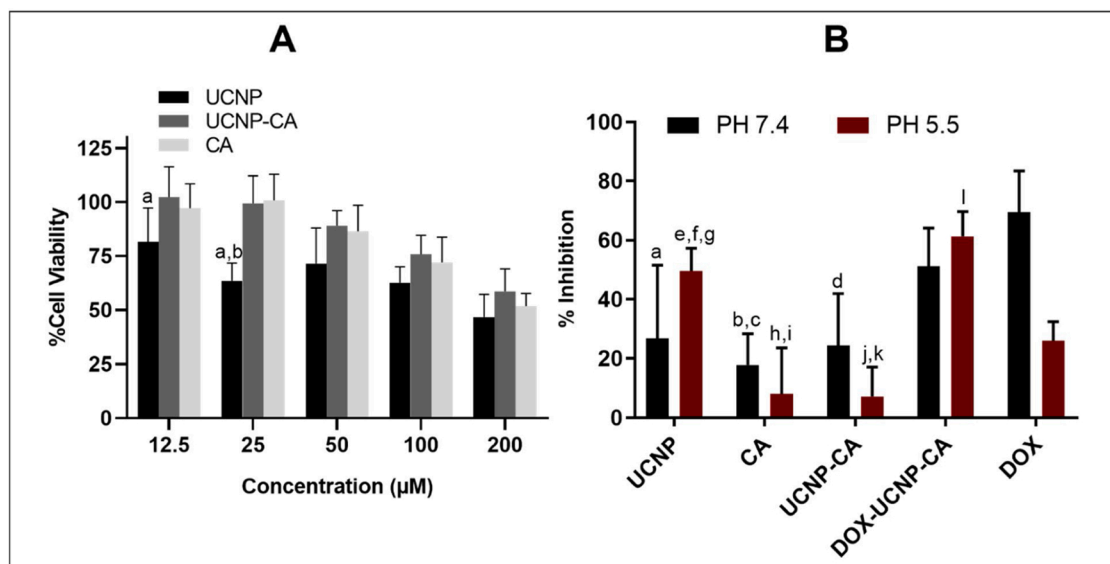 A
UCNP
UCNP-CA
CA
%Cell Viability
125
100
75
50
25
0
a
a,b
12.5 25 50 100 200
Concentration (µM)
B
PH 7.4 PH 5.5
% Inhibition
100
80
60
40
20
0
a
e,f,g
b,c
h,i
d
j,k
l
UCNP
CA
UCNP-CA
DOX-UCNP-CA
DOX